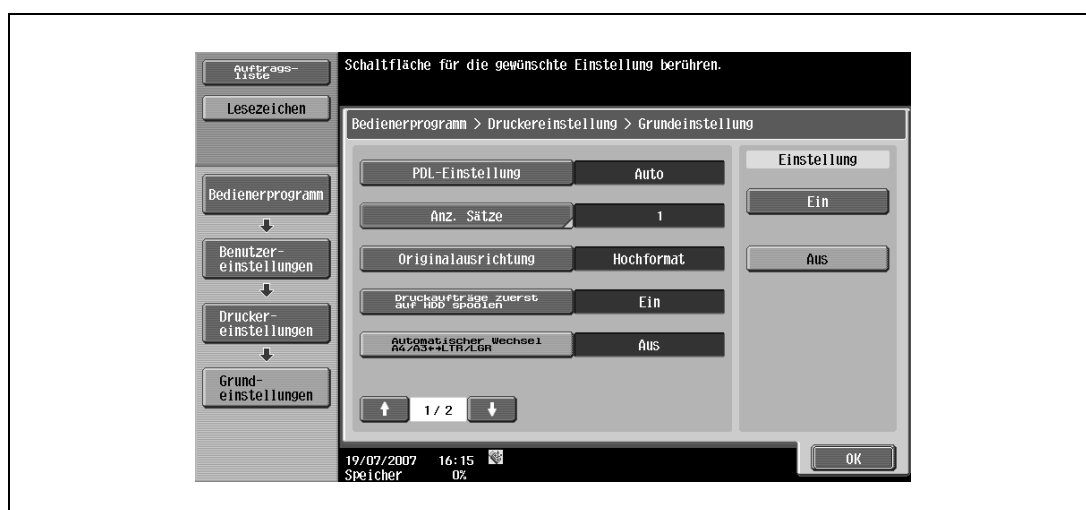 Auftrags-
liste
Lesezeichen
Schaltfläche für die gewünschte Einstellung berühren.
Bedienerprogramm > Druckereinstellung > Grundeinstellung
Bedienerprogramm
Benutzer-
einstellungen
Drucker-
einstellungen
Grund-
einstellungen
PDL-Einstellung Auto
Anz. Sätze 1
Originalausrichtung Hochformat
Druckaufträge zuerst
auf HDD spoolen
Ein
Automatischer Wechsel
A4/A3↔LTR/LGR
Aus
1/2
Einstellung
Ein
Aus
19/07/2007 16:15
Speicher 0%
OK